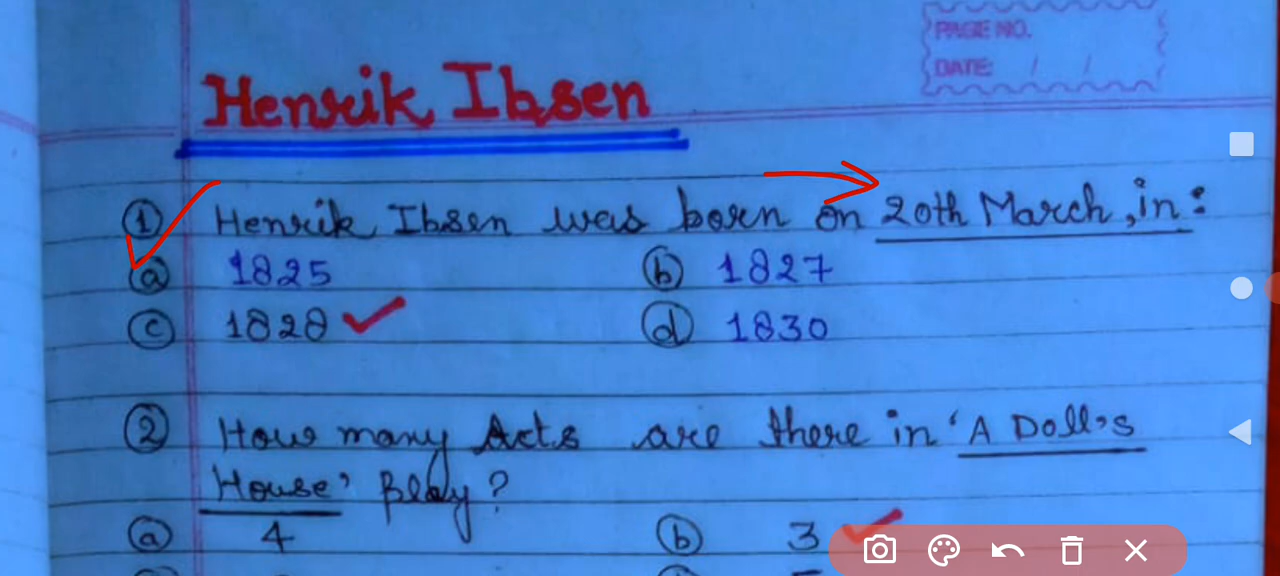 PAGE NO.
DATE: / /
Henrik Ibsen
① Henrik Ibsen was born on 20th March, in:
ⓐ 1825 ⓑ 1827
ⓒ 1828 ✓ ⓓ 1830
② How many Acts are there in 'A Doll's
House' Play?
ⓐ 4 ⓑ 3 ✓